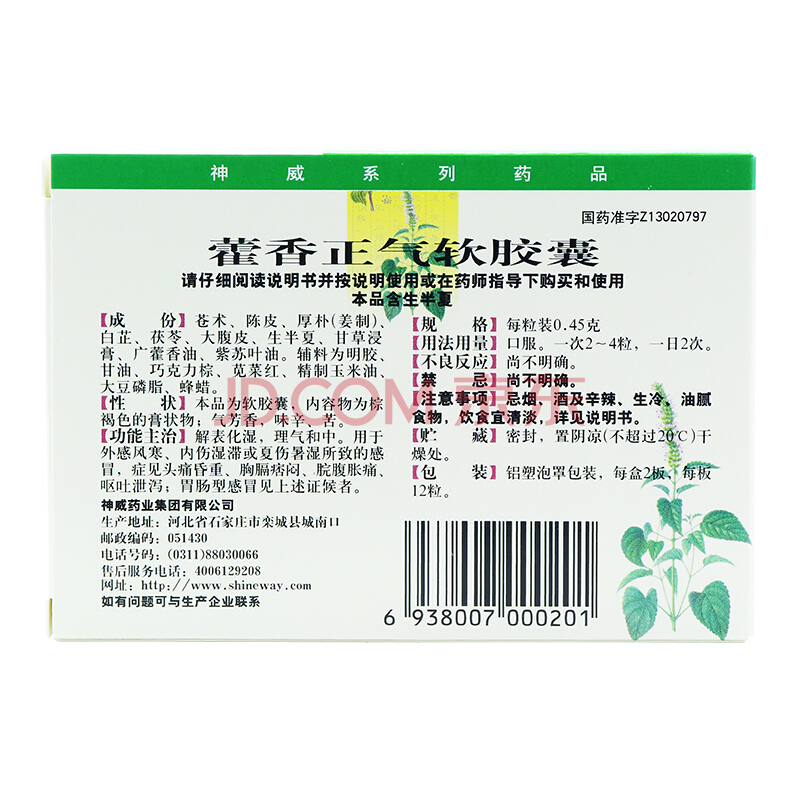 神威系列药品
国药准字Z13020797
藿香正气软胶囊
请仔细阅读说明书并按说明使用或在药师指导下购买和使用
本品含生半夏
【成 份】苍术、陈皮、厚朴(姜制)、
白芷、茯苓、大腹皮、生半夏、甘草浸
膏、广藿香油、紫苏叶油。辅料为明胶、
甘油、巧克力棕、苋菜红、精制玉米油、
大豆磷脂、蜂蜡。
【性 状】本品为软胶囊,内容物为棕
褐色的膏状物;气芳香,味辛、苦。
【功能主治】解表化湿,理气和中。用于
外感风寒、内伤湿滞或夏伤暑湿所致的感
冒,症见头痛昏重、胸膈痞闷、脘腹胀痛、
呕吐泄泻;胃肠型感冒见上述证候者。
神威药业集团有限公司
生产地址:河北省石家庄市栾城县城南口
邮政编码:051430
电话号码:(0311)88030066
售后服务电话:4006129208
网址:http://www.shineway.com/
如有问题可与生产企业联系
【规 格】每粒装0.45克
【用法用量】口服。一次2~4粒,一日2次。
【不良反应】尚不明确。
【禁 忌】尚不明确。
【注意事项】忌烟、酒及辛辣、生冷、油腻
食物,饮食宜清淡,详见说明书。
【贮 藏】密封,置阴凉(不超过20℃)干
燥处。
【包 装】铝塑泡罩包装,每盒2板,每板
12粒。
6 938007 000201
JD.COM 京东